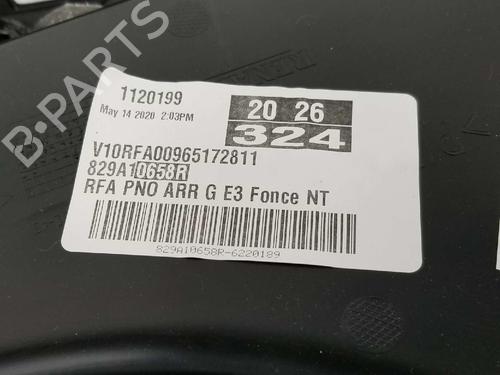 1120199
May 14 2020 2:03PM
20 26
324
V10RFA00965172811
829A10658R
RFA PNO ARR G E3 Fonce NT
829A10658R-6220189
RENA
B-PARTS